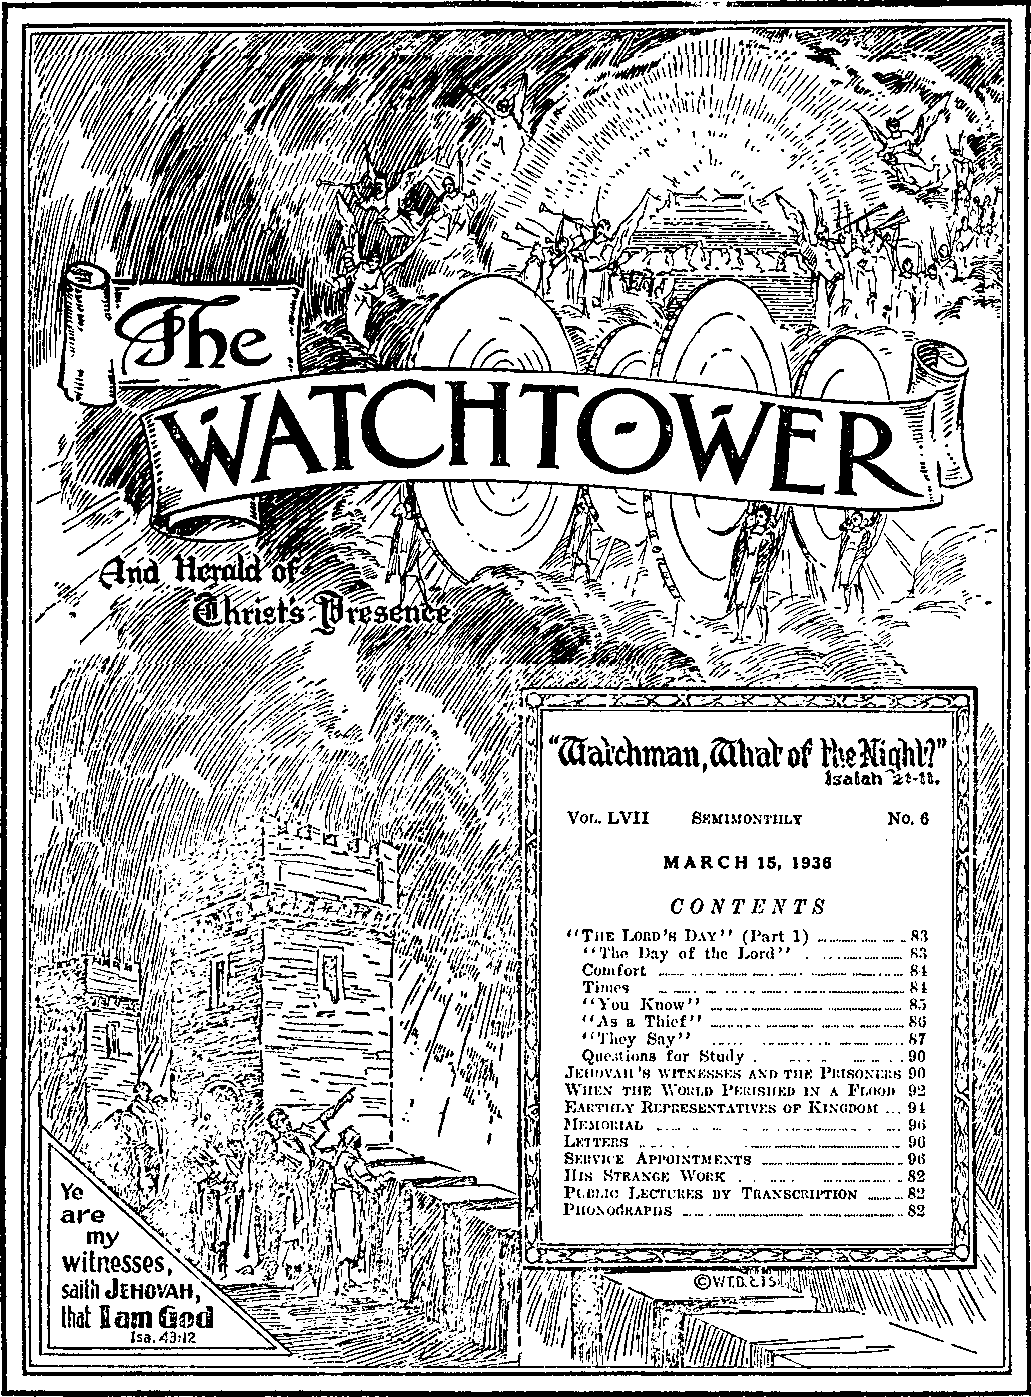 The
WATCHTOWER
And Herald of
Christ's Presence
"Watchman, What of the Night?"
Isaiah 21-11.
VOL. LVII SEMIMONTHLY No. 6
MARCH 15, 1936
CONTENTS
"THE LORD'S DAY" (Part 1) 83
"The Day of the Lord" 83
Comfort 84
Times 84
"You Know" 85
"As a Thief" 86
"They Say" 87
Questions for Study 90
JEHOVAH'S WITNESSES AND THE PRISONERS 90
WHEN THE WORLD PERISHED IN A FLOOD 92
EARTHLY REPRESENTATIVES OF KINGDOM 94
MEMORIAL 96
LETTERS 96
SERVICE APPOINTMENTS 96
HIS STRANGE WORK 82
PUBLIC LECTURES BY TRANSCRIPTION 82
PHONOGRAPHS 82
Ye
are
my
witnesses,
saith JEHOVAH,
that I am God
Isa. 43:12
©W.T.B.&T.S.